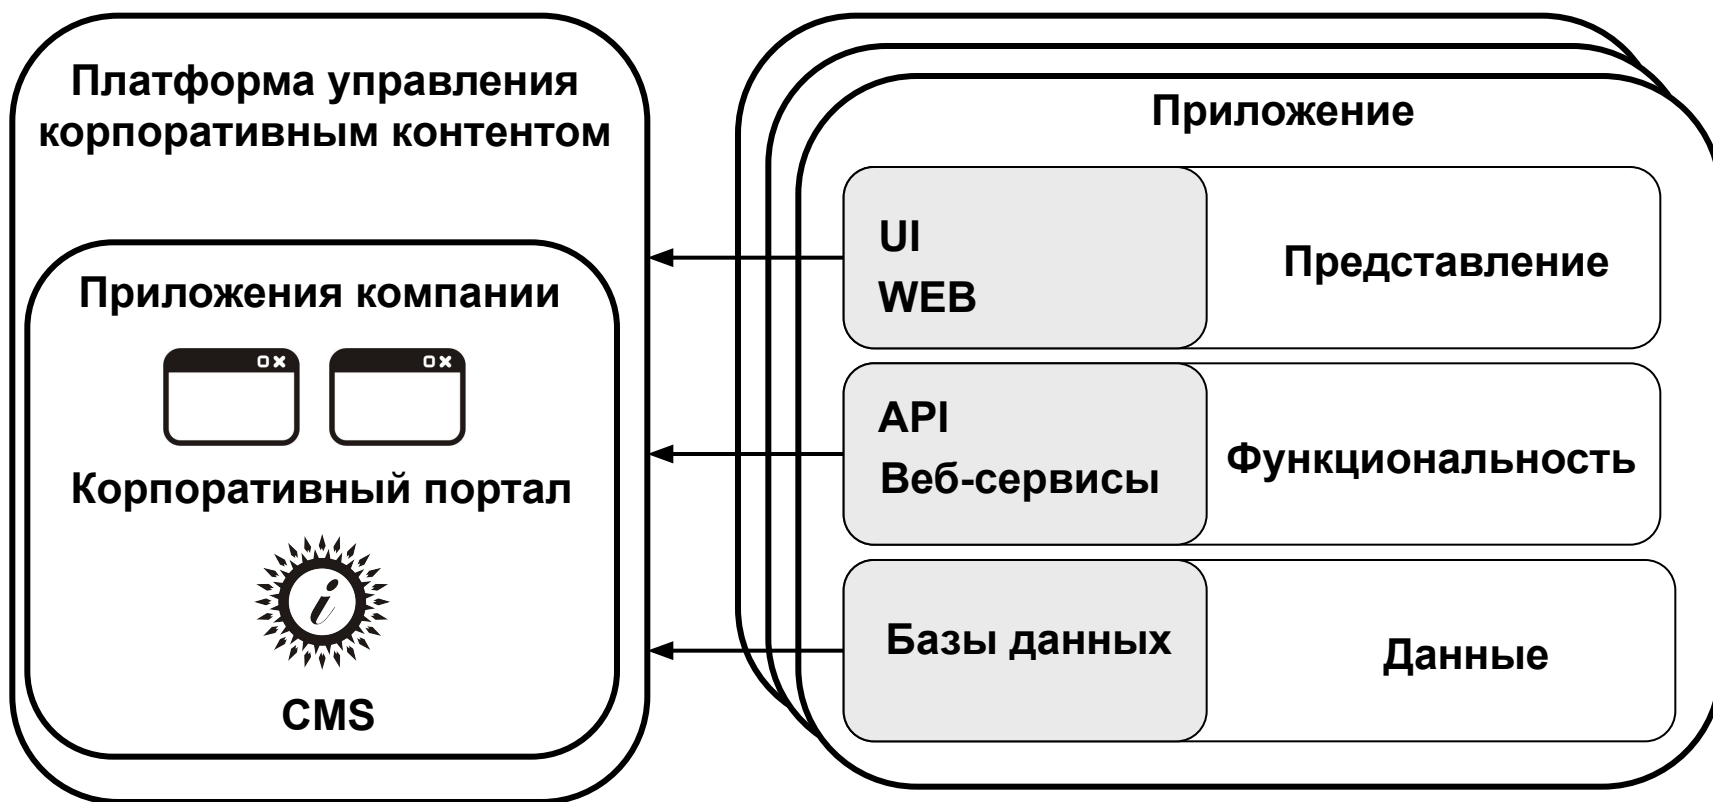 Платформа управления
корпоративным контентом
Приложения компании
Корпоративный портал
i
CMS
Приложение
UI
WEB
Представление
API
Веб-сервисы
Функциональность
Базы данных
Данные